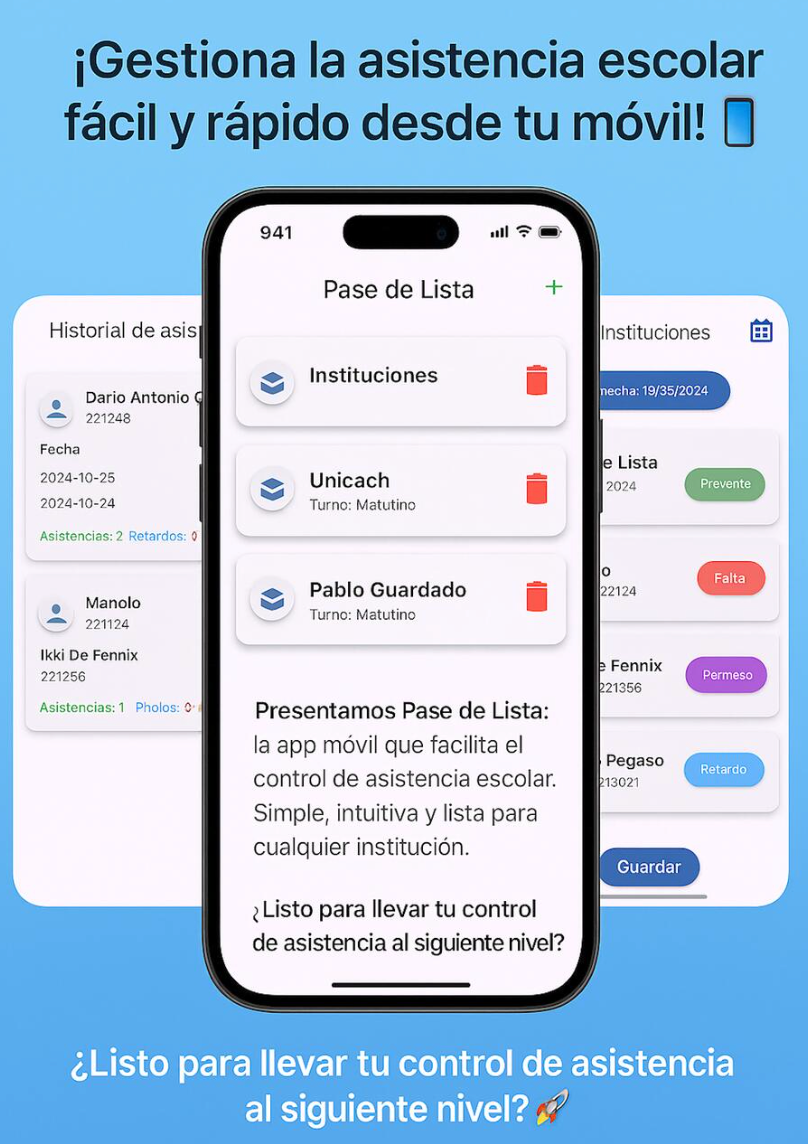 ¡Gestiona la asistencia escolar
fácil y rápido desde tu móvil!
941
Pase de Lista
+
Instituciones
Unicach
Turno: Matutino
Pablo Guardado
Turno: Matutino
Presentamos Pase de Lista:
la app móvil que facilita el
control de asistencia escolar.
Simple, intuitiva y lista para
cualquier institución.
¿Listo para llevar tu control
de asistencia al siguiente nivel?
Historial de asis
Dario Antonio
221248
Fecha
2024-10-25
2024-10-24
Asistencias: 2 Retardos: 0
Manolo
221124
Ikki De Fennix
221256
Asistencias: 1 Pholos: 0
Instituciones
mecha: 19/35/2024
e Lista
2024
Prevente
o
22124
Falta
e Fennix
221356
Permeso
Pegaso
213021
Retardo
Guardar
¿Listo para llevar tu control de asistencia
al siguiente nivel?